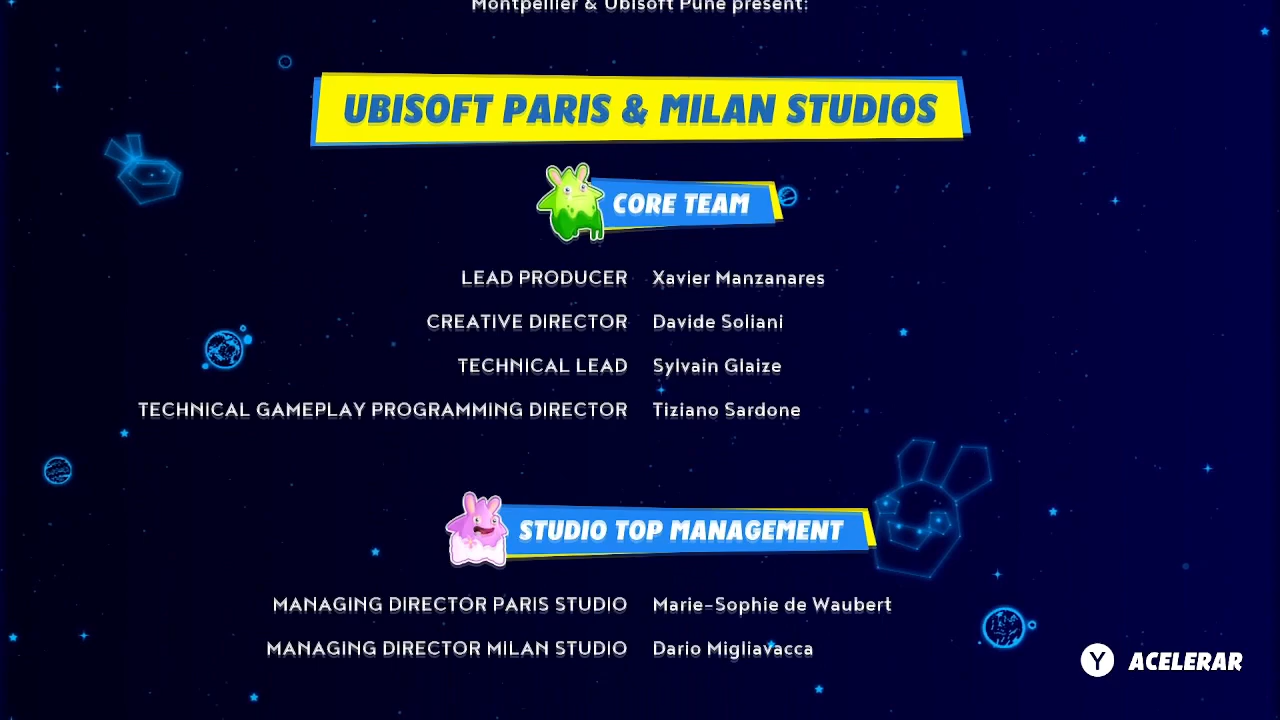 Montpellier & Ubisoft Pune present:
UBISOFT PARIS & MILAN STUDIOS
CORE TEAM
LEAD PRODUCER Xavier Manzanares
CREATIVE DIRECTOR Davide Soliani
TECHNICAL LEAD Sylvain Glaize
TECHNICAL GAMEPLAY PROGRAMMING DIRECTOR Tiziano Sardone
STUDIO TOP MANAGEMENT
MANAGING DIRECTOR PARIS STUDIO Marie-Sophie de Waubert
MANAGING DIRECTOR MILAN STUDIO Dario Migliavacca
Y ACELERAR